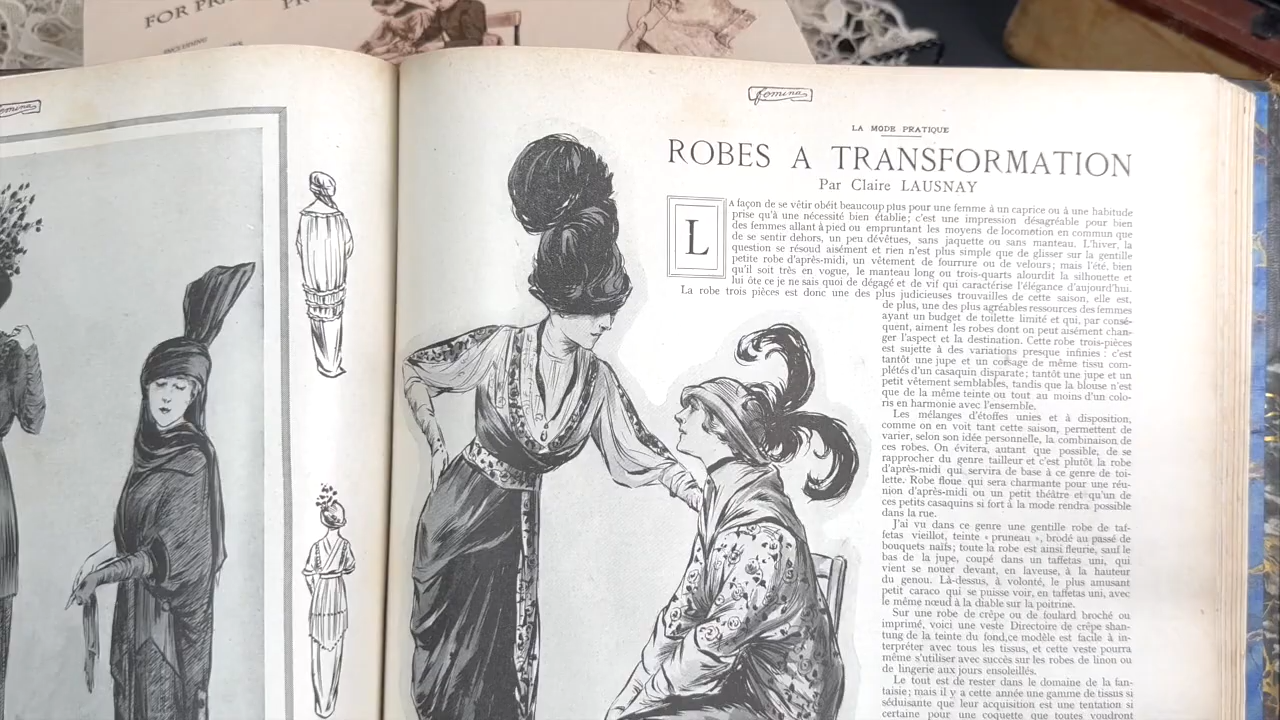 FOR PRA
PR
femina
femina
LA MODE PRATIQUE
ROBES A TRANSFORMATION
Par Claire LAUSNAY
LA façon de se vêtir obéit beaucoup plus pour une femme à un caprice ou à une habitude
prise qu'à une nécessité bien établie; c'est une impression désagréable pour bien
des femmes allant à pied ou empruntant les moyens de locomotion en commun que
de se sentir dehors, un peu dévêtues, sans jaquette ou sans manteau. L'hiver, la
question se résoud aisément et rien n'est plus simple que de glisser sur la gentille
petite robe d'après-midi, un vêtement de fourrure ou de velours; mais l'été, bien
qu'il soit très en vogue, le manteau long ou trois-quarts alourdit la silhouette et
lui ôte ce je ne sais quoi de dégagé et de vif qui caractérise l'élégance d'aujourd'hui.
La robe trois pièces est donc une des plus judicieuses trouvailles de cette saison, elle est,
de plus, une des plus agréables ressources des femmes
ayant un budget de toilette limité et qui, par consé-
quent, aiment les robes dont on peut aisément chan-
ger l'aspect et la destination. Cette robe trois-pièces
est sujette à des variations presque infinies : c'est
tantôt une jupe et un corsage de même tissu com-
plétés d'un casaquin disparate; tantôt une jupe et un
petit vêtement semblables, tandis que la blouse n'est
que de la même teinte ou tout au moins d'un colo-
ris en harmonie avec l'ensemble.
Les mélanges d'étoffes unies et à disposition,
comme on en voit tant cette saison, permettent de
varier, selon son idée personnelle, la combinaison de
ces robes. On évitera, autant que possible, de se
rapprocher du genre tailleur et c'est plutôt la robe
d'après-midi qui servira de base à ce genre de toi-
lette. Robe floue qui sera charmante pour une réu-
nion d'après-midi ou un petit théâtre et qu'un de
ces petits casaquins si fort à la mode rendra possible
dans la rue.
J'ai vu dans ce genre une gentille robe de taf-
fetas vieillot, teinte « pruneau », brodé au passé de
bouquets naïfs; toute la robe est ainsi fleurie, sauf le
bas de la jupe, coupé dans un taffetas uni, qui
vient se nouer devant, en laveuse, à la hauteur
du genou. Là-dessus, à volonté, le plus amusant
petit caraco qui se puisse voir, en taffetas uni, avec
le même nœud à la diable sur la poitrine.
Sur une robe de crêpe ou de foulard broché ou
imprimé, voici une veste Directoire de crêpe shan-
tung de la teinte du fond, ce modèle est facile à in-
terpréter avec tous les tissus, et cette veste pourra
même s'utiliser avec succès sur les robes de linon ou
de lingerie aux jours ensoleillés.
Le tout est de rester dans le domaine de la fan-
taisie; mais il y a cette année une gamme de tissus si
séduisante que leur acquisition est une tentation si
certaine pour une coquette que toutes voudront